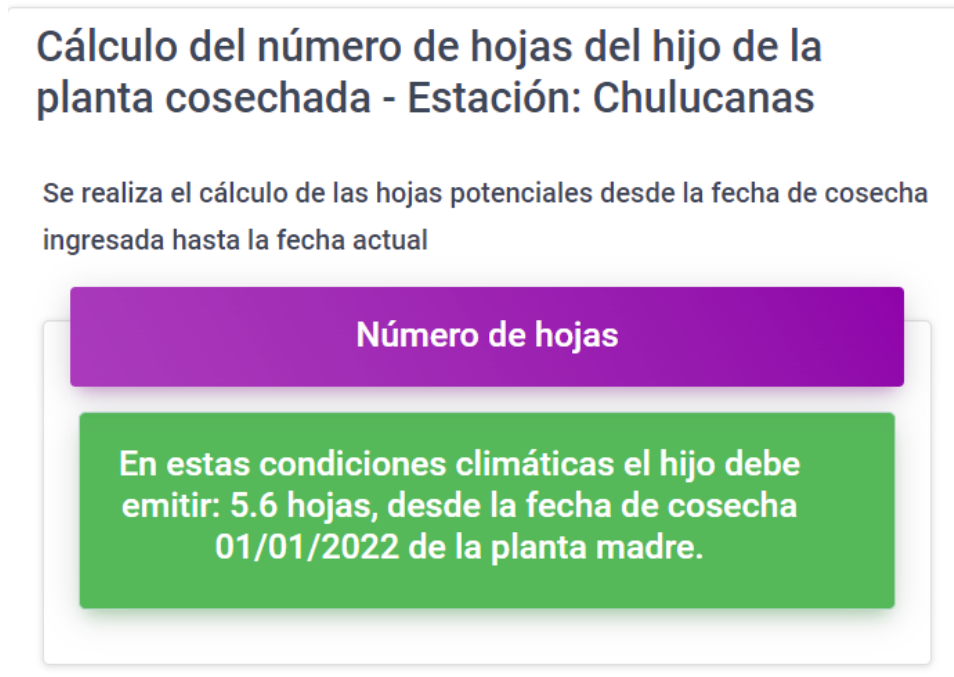 Cálculo del número de hojas del hijo de la
planta cosechada - Estación: Chulucanas
Se realiza el cálculo de las hojas potenciales desde la fecha de cosecha
ingresada hasta la fecha actual
Número de hojas
En estas condiciones climáticas el hijo debe
emitir: 5.6 hojas, desde la fecha de cosecha
01/01/2022 de la planta madre.